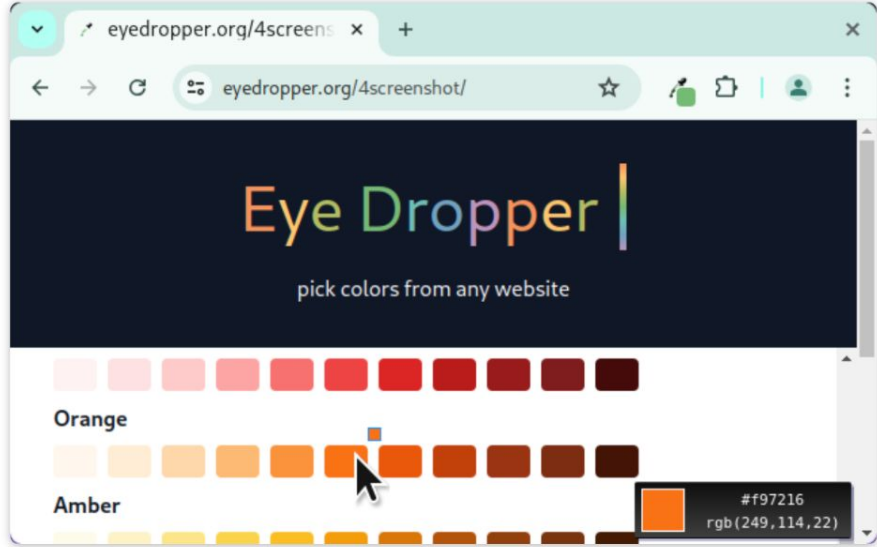 eyedropper.org/4screens
eyedropper.org/4screenshot/
Eye Dropper
pick colors from any website
Orange
Amber
#f97216
rgb(249,114,22)